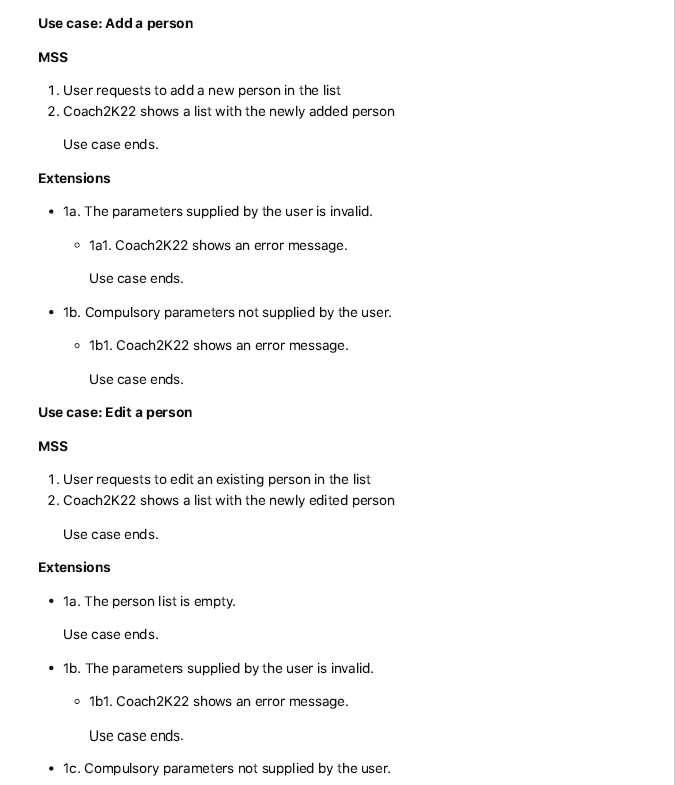 Use case: Add a person
MSS
1. User requests to add a new person in the list
2. Coach2K22 shows a list with the newly added person
Use case ends.
Extensions
• 1a. The parameters supplied by the user is invalid.
◦ 1a1. Coach2K22 shows an error message.
Use case ends.
• 1b. Compulsory parameters not supplied by the user.
◦ 1b1. Coach2K22 shows an error message.
Use case ends.
Use case: Edit a person
MSS
1. User requests to edit an existing person in the list
2. Coach2K22 shows a list with the newly edited person
Use case ends.
Extensions
• 1a. The person list is empty.
Use case ends.
• 1b. The parameters supplied by the user is invalid.
◦ 1b1. Coach2K22 shows an error message.
Use case ends.
• 1c. Compulsory parameters not supplied by the user.